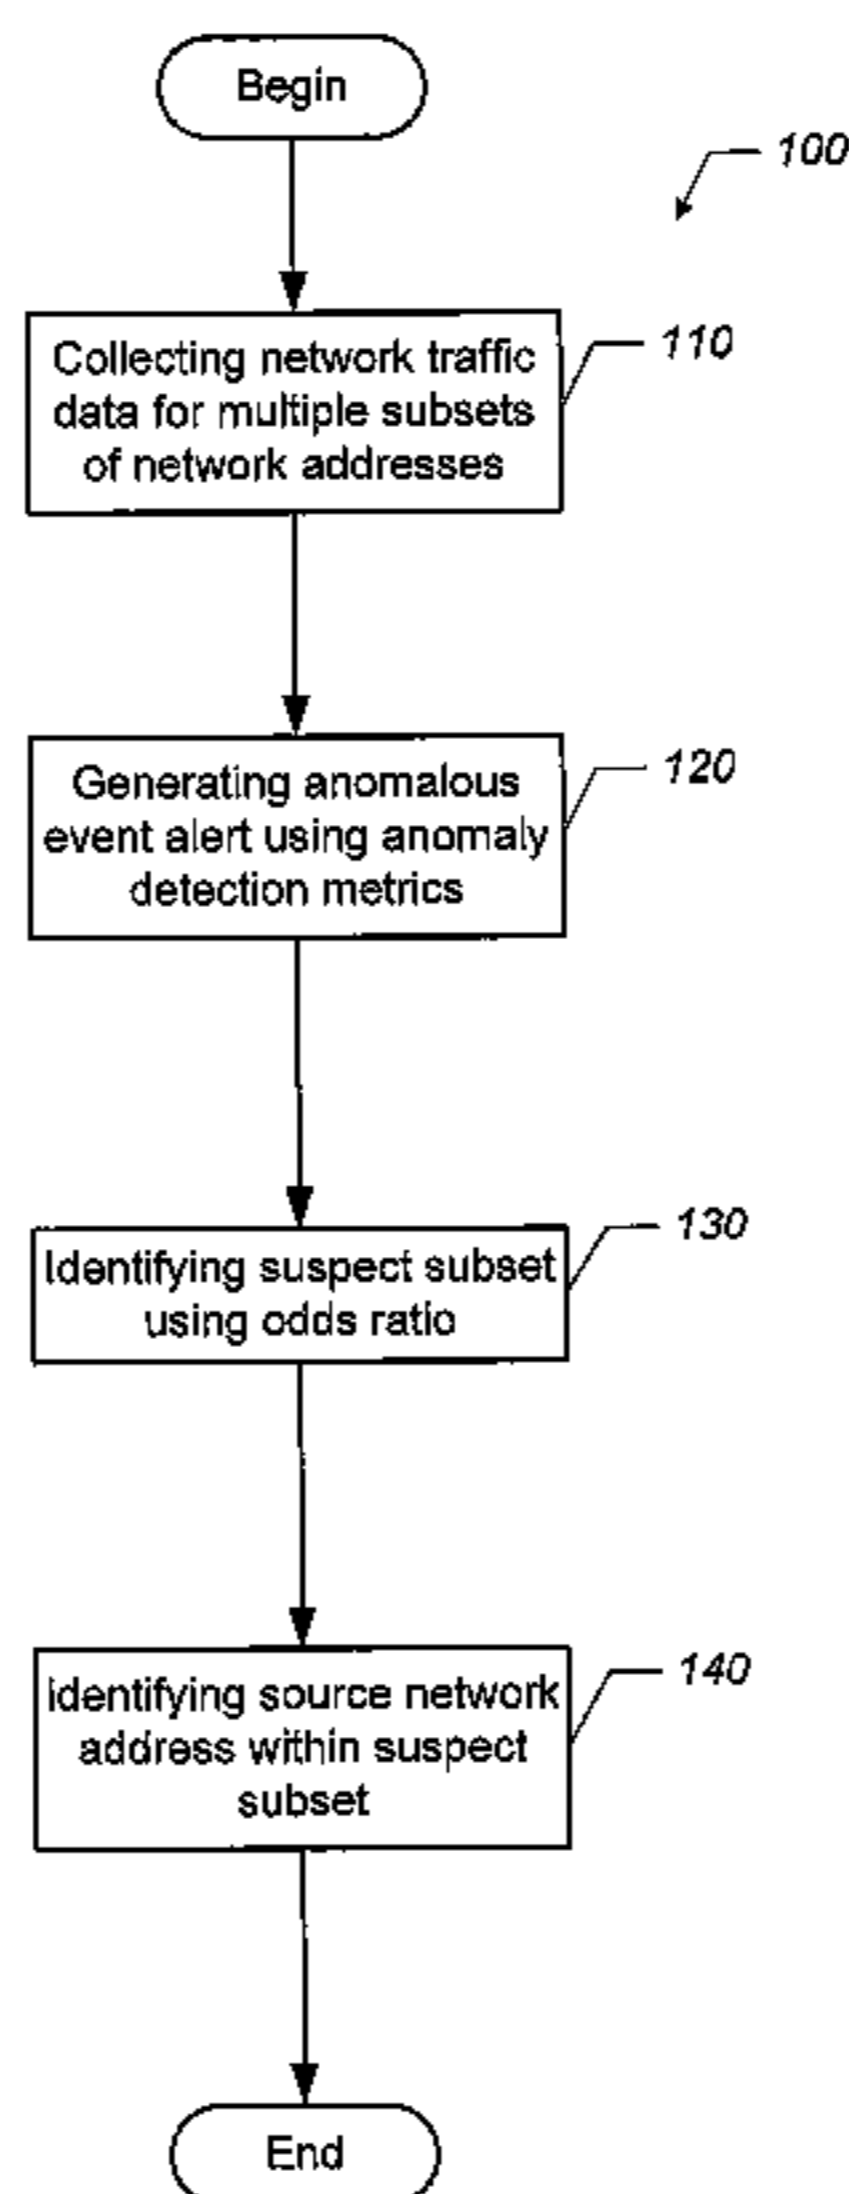 Begin
100
Collecting network traffic
data for multiple subsets
of network addresses
110
Generating anomalous
event alert using anomaly
detection metrics
120
Identifying suspect subset
using odds ratio
130
Identifying source network
address within suspect
subset
140
End